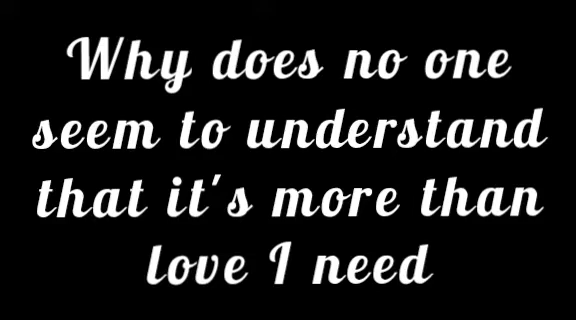 Why does no one
seem to understand
that it's more than
love I need